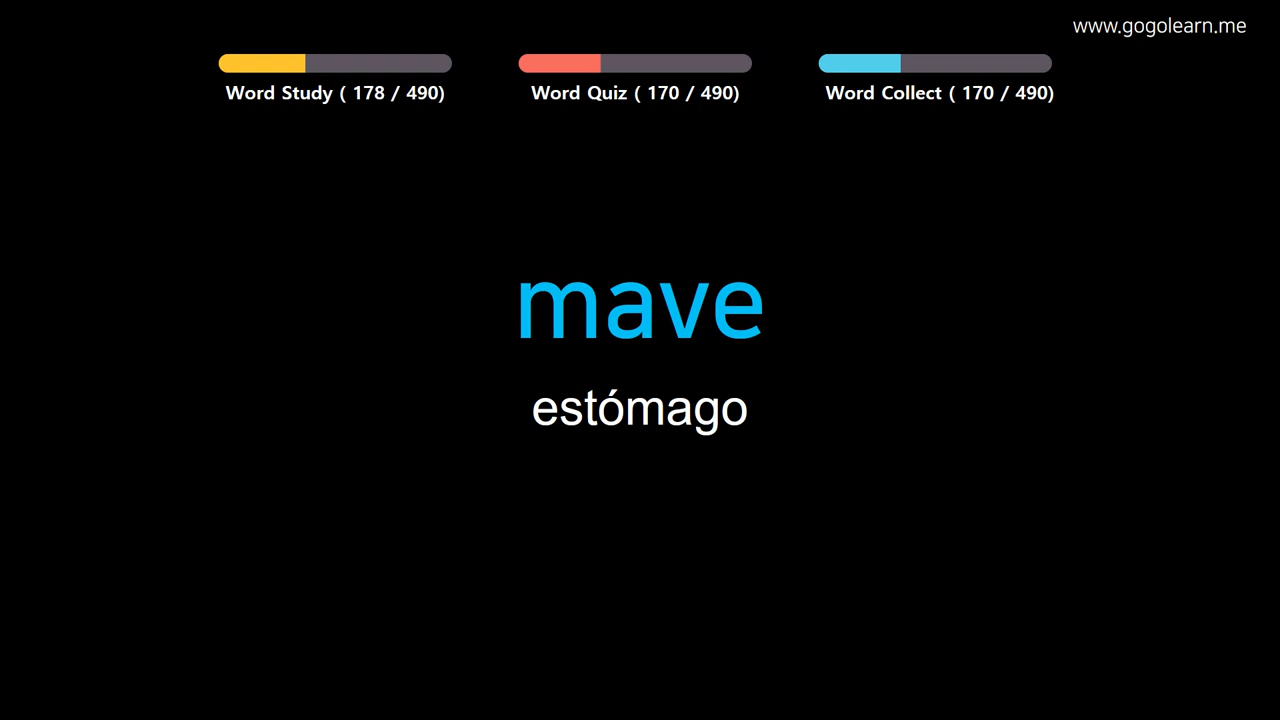 www.gogolearn.me
Word Study ( 178 / 490)
Word Quiz ( 170 / 490)
Word Collect ( 170 / 490)
mave
estómago